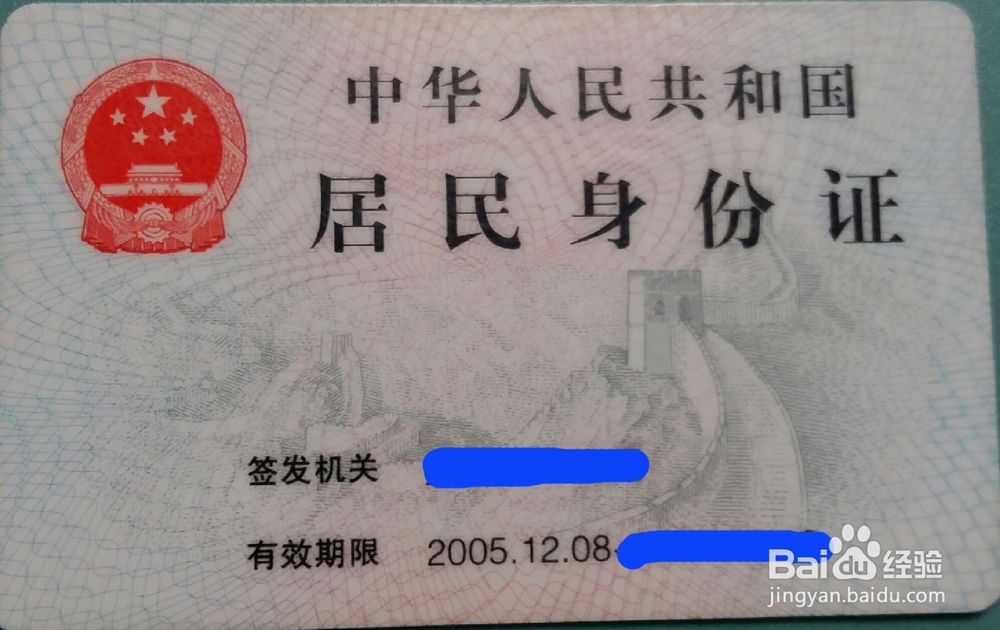 中华人民共和国
居民身份证
签发机关
有效期限 2005.12.08-
Bai du 经验
jingyan.baidu.com